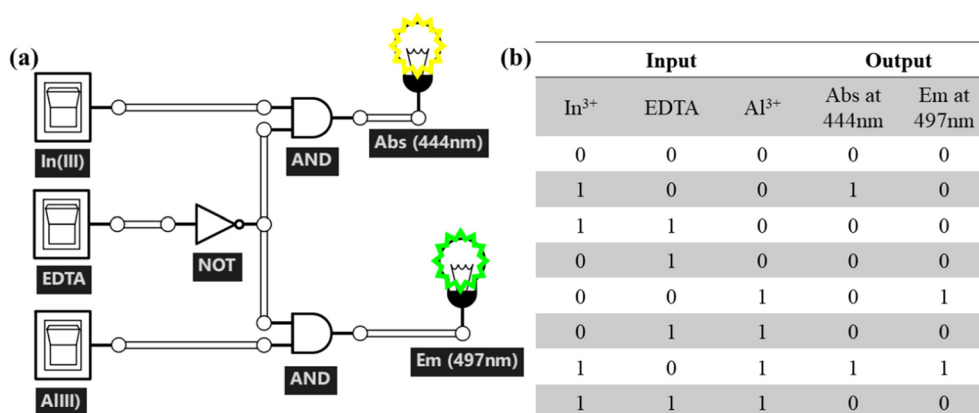 (a)
In(III)
AND
Abs (444nm)
EDTA
NOT
Al(III)
AND
Em (497nm)
(b)
Input Output
In³⁺ EDTA Al³⁺ Abs at 444nm Em at 497nm
0 0 0 0 0
1 0 0 1 0
1 1 0 0 0
0 1 0 0 0
0 0 1 0 1
0 1 1 0 0
1 0 1 1 1
1 1 1 0 0